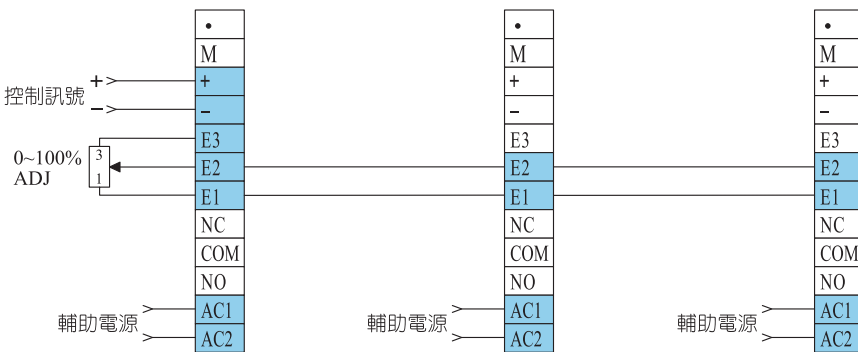 •
M
+
−
E3
E2
E1
NC
COM
NO
AC1
AC2
控制訊號
+
−
0~100%
ADJ
3
1
輔助電源
•
M
+
−
E3
E2
E1
NC
COM
NO
AC1
AC2
輔助電源
•
M
+
−
E3
E2
E1
NC
COM
NO
AC1
AC2
輔助電源